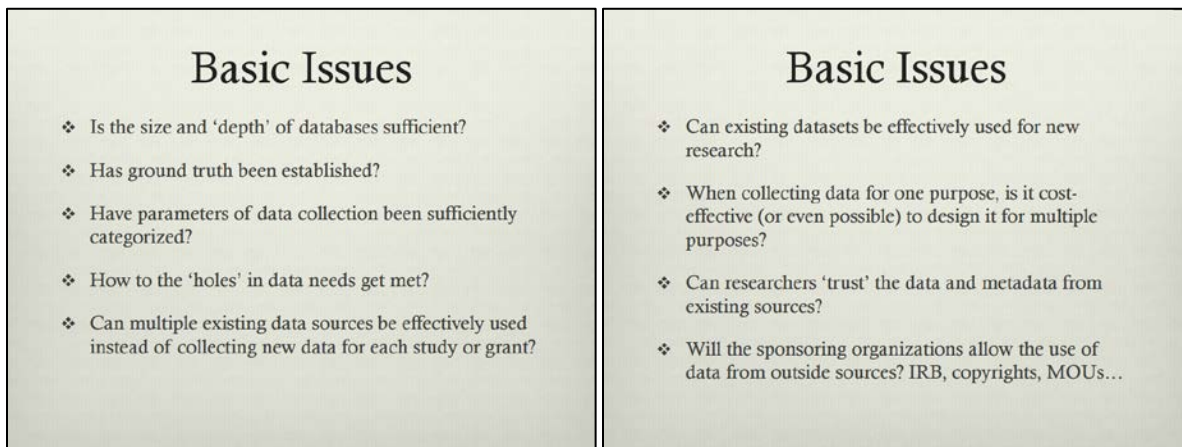 Basic Issues
❖ Is the size and ‘depth’ of databases sufficient?
❖ Has ground truth been established?
❖ Have parameters of data collection been sufficiently
categorized?
❖ How to the ‘holes’ in data needs get met?
❖ Can multiple existing data sources be effectively used
instead of collecting new data for each study or grant?
Basic Issues
❖ Can existing datasets be effectively used for new
research?
❖ When collecting data for one purpose, is it cost-
effective (or even possible) to design it for multiple
purposes?
❖ Can researchers ‘trust’ the data and metadata from
existing sources?
❖ Will the sponsoring organizations allow the use of
data from outside sources? IRB, copyrights, MOUs…